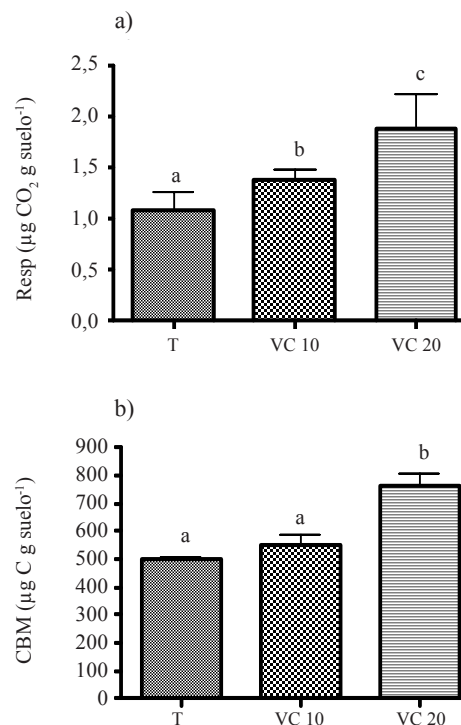 a)
Resp (µg CO₂ g suelo⁻¹)
2,5
2,0
1,5
1,0
0,5
0,0
a
b
c
T
VC 10
VC 20
b)
CBM (µg C g suelo⁻¹)
900
800
700
600
500
400
300
200
100
0
a
a
b
T
VC 10
VC 20